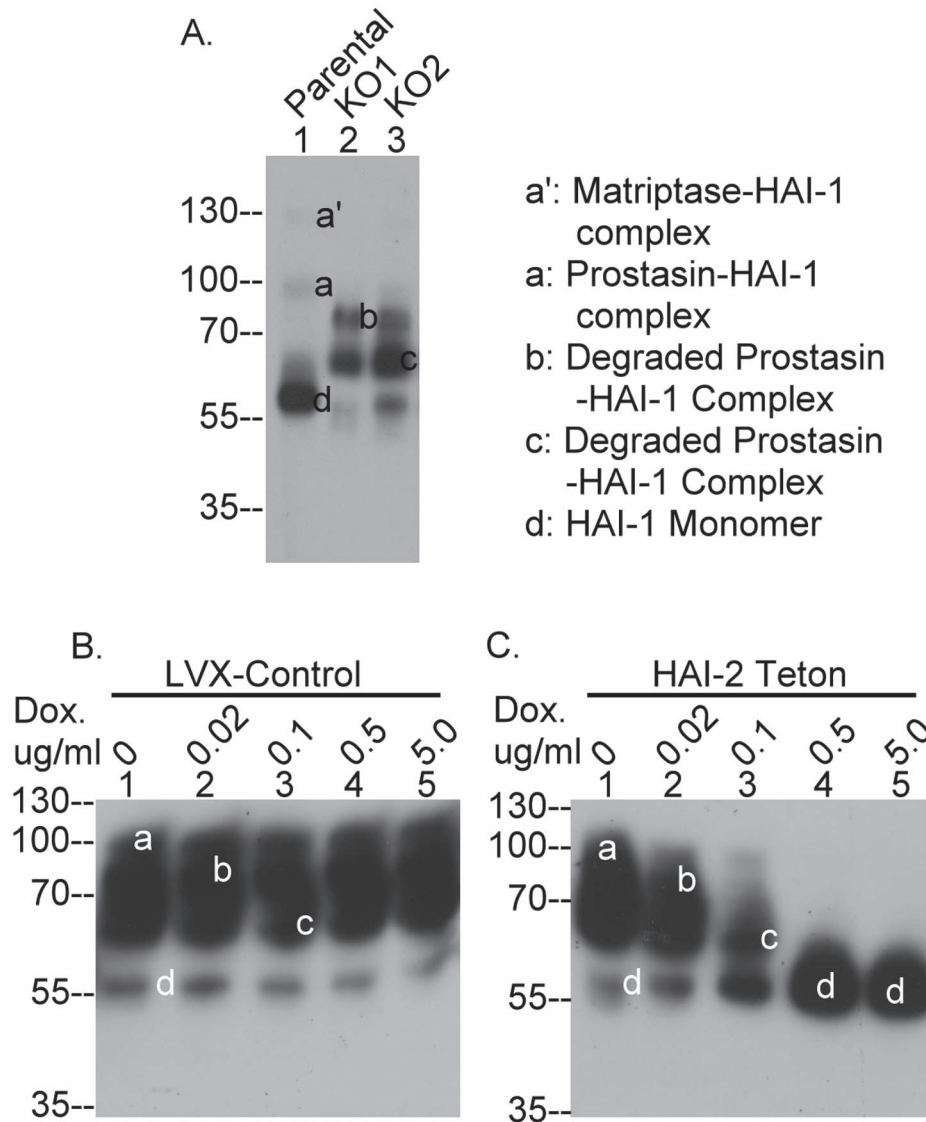 A.
Parental
KO1
KO2
1 2 3
130--
100--
70--
55--
35--
a'
a
b
c
d
a': Matriptase-HAI-1
complex
a: Prostasin-HAI-1
complex
b: Degraded Prostasin
-HAI-1 Complex
c: Degraded Prostasin
-HAI-1 Complex
d: HAI-1 Monomer
B.
LVX-Control
Dox.
ug/ml
0 0.02 0.1 0.5 5.0
1 2 3 4 5
130--
100--
70--
55--
35--
a
b
c
d
C.
HAI-2 Teton
Dox.
ug/ml
0 0.02 0.1 0.5 5.0
1 2 3 4 5
130--
100--
70--
55--
35--
a
b
c
d d d